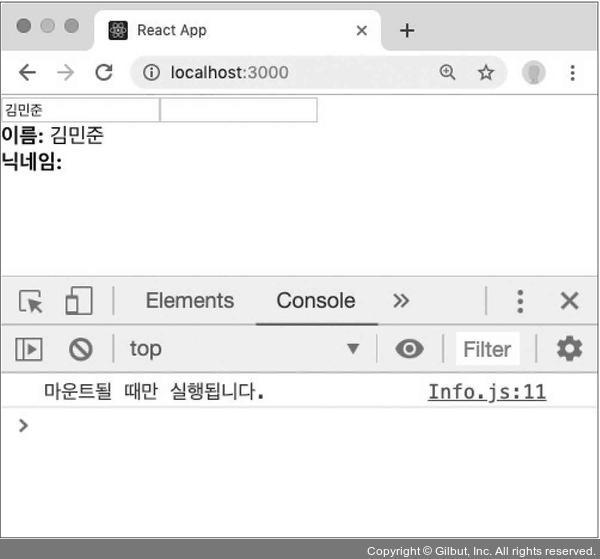 React App
localhost:3000
김민준
이름: 김민준
닉네임:
Elements Console
top Filter
마운트될 때만 실행됩니다. Info.js:11
Copyright © Gilbut, Inc. All rights reserved.